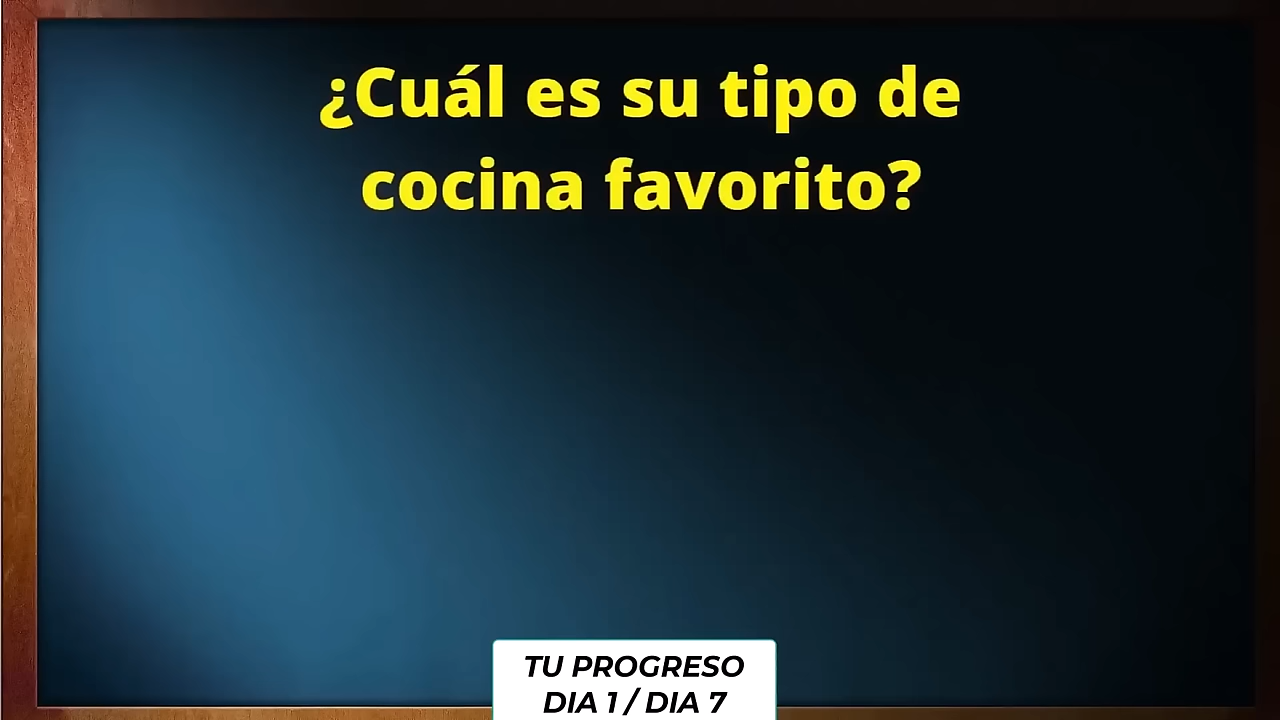 ¿Cuál es su tipo de
cocina favorito?
TU PROGRESO
DIA 1 / DIA 7